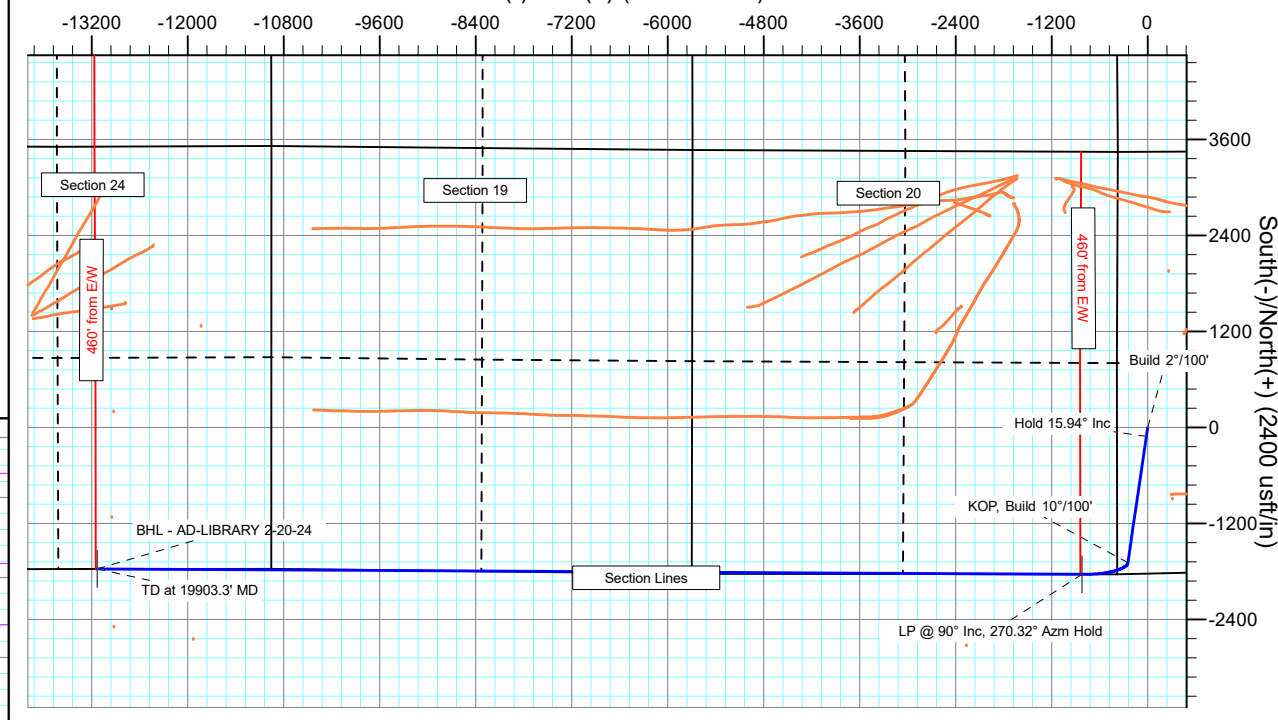 -13200 -12000 -10800 -9600 -8400 -7200 -6000 -4800 -3600 -2400 -1200 0
3600
2400
1200
0
-1200
-2400
South(-)/North(+) (2400 usft/in)
Section 24
Section 19
Section 20
460' from E/W
460' from E/W
Build 2°/100'
Hold 15.94° Inc
KOP, Build 10°/100'
BHL - AD-LIBRARY 2-20-24
TD at 19903.3' MD
Section Lines
LP @ 90° Inc, 270.32° Azm Hold